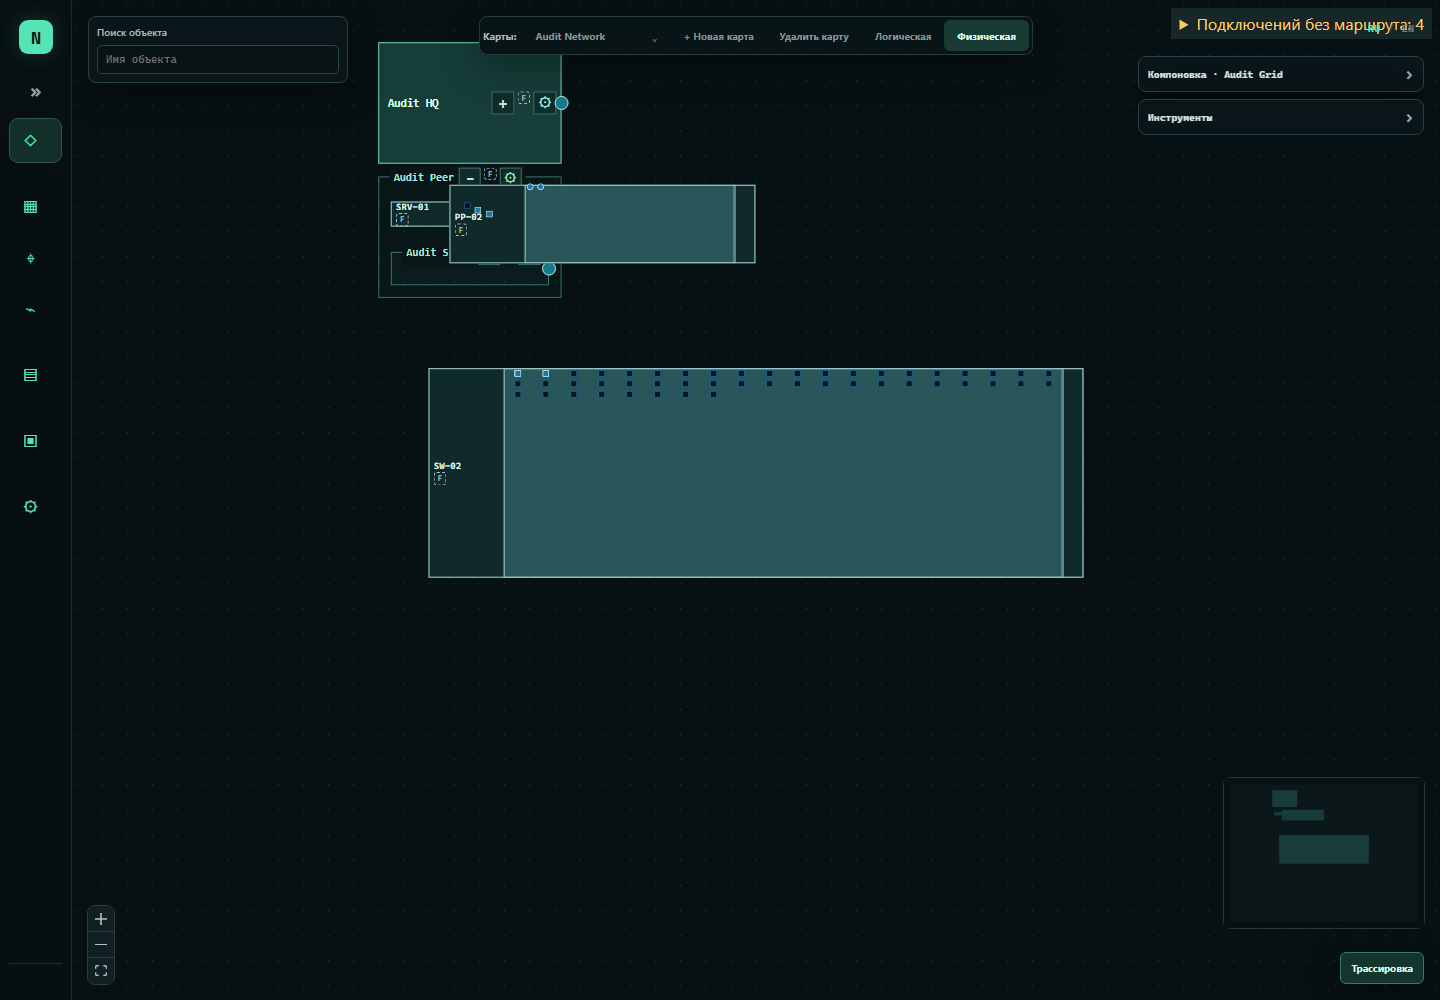 N
»
Поиск объекта
Имя объекта
Карты:
Audit Network
+ Новая карта
Удалить карту
Логическая
Физическая
▶ Подключений без маршрута: 4
Компоновка · Audit Grid
Инструменты
Audit HQ
+
F
Audit Peer
−
F
SRV-01
F
PP-02
F
Audit S
SW-02
F
Трассировка